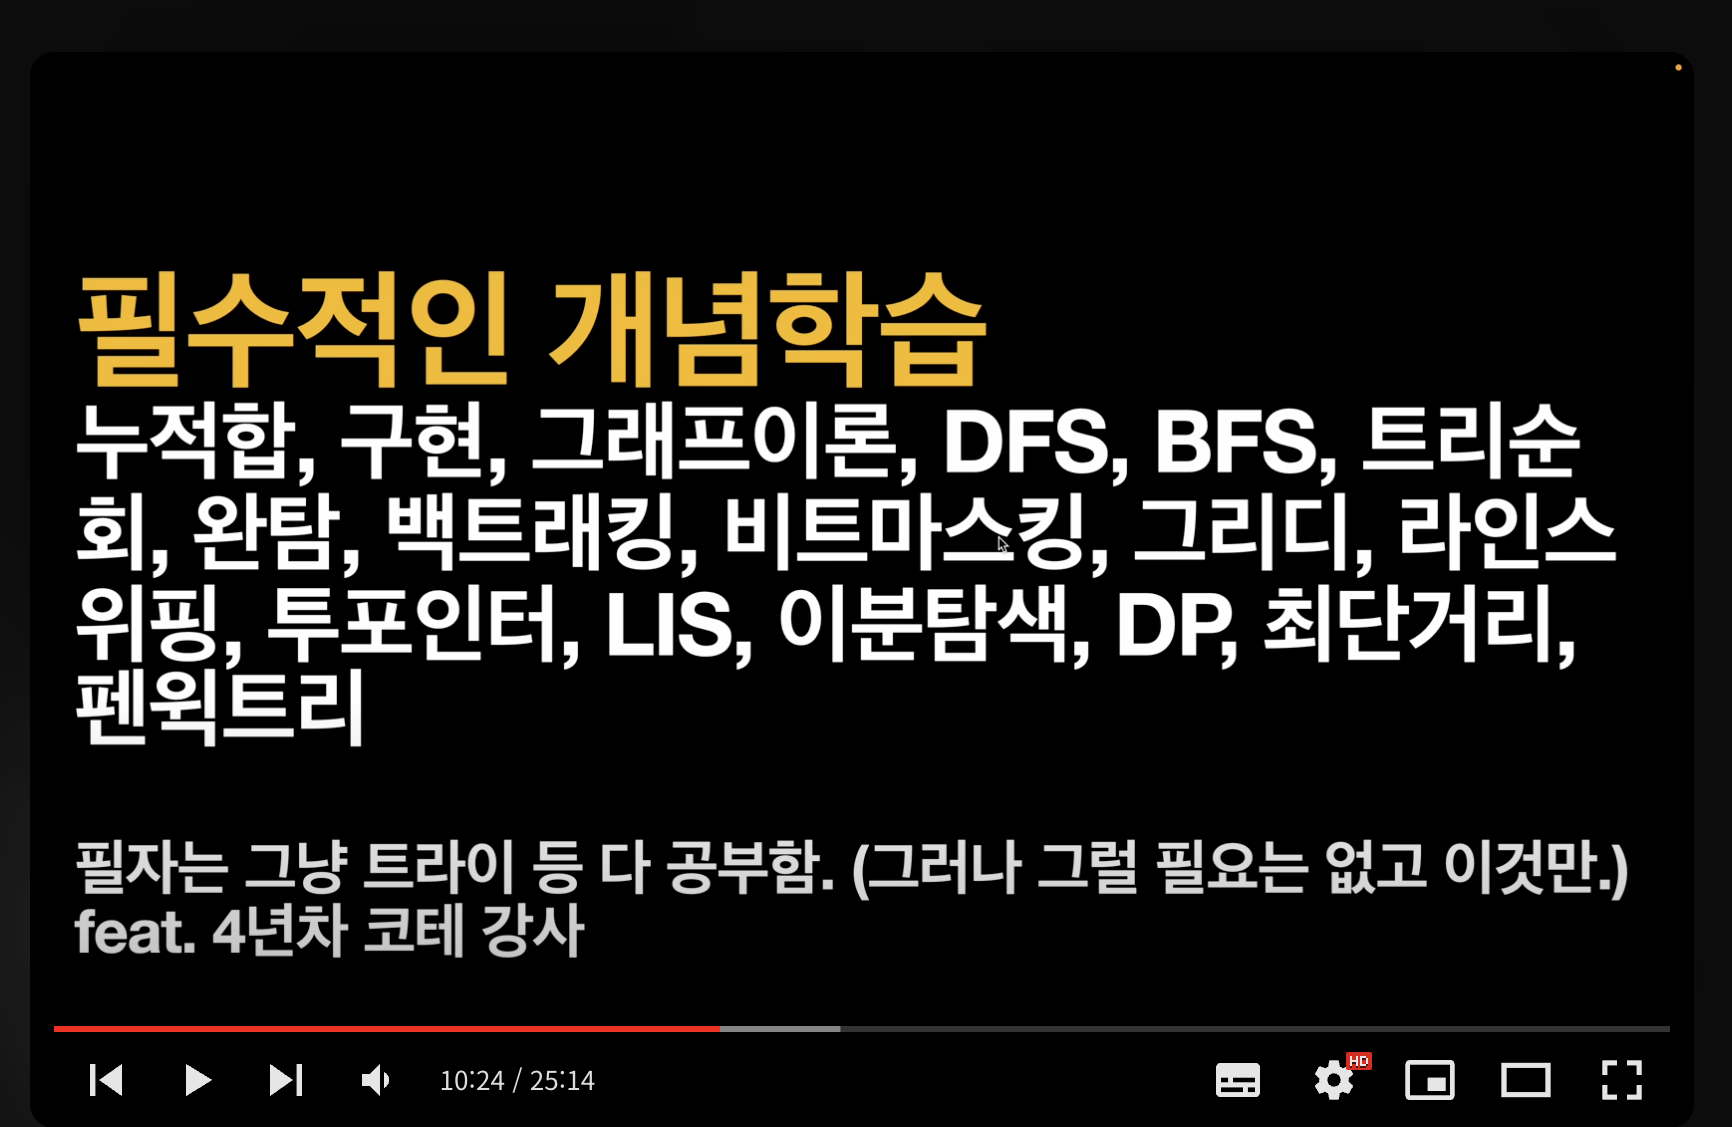 필수적인 개념학습
누적합, 구현, 그래프이론, DFS, BFS, 트리순
회, 완탐, 백트래킹, 비트마스킹, 그리디, 라인스
위핑, 투포인터, LIS, 이분탐색, DP, 최단거리,
펜윅트리
필자는 그냥 트라이 등 다 공부함. (그러나 그럴 필요는 없고 이것만.)
feat. 4년차 코테 강사
10:24 / 25:14
HD